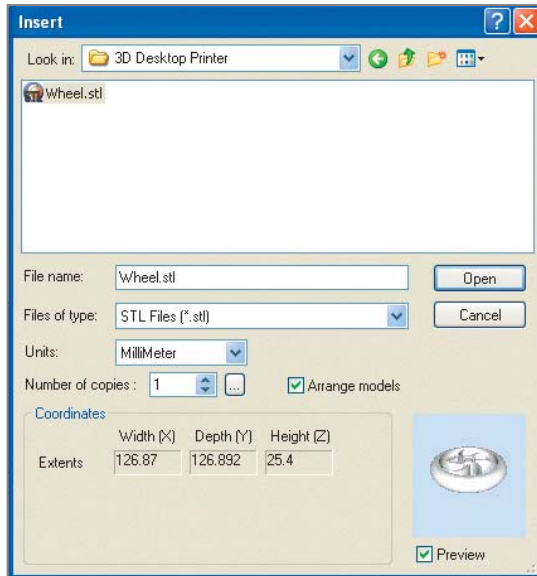 Insert
Look in: 3D Desktop Printer
Wheel.stl
File name: Wheel.stl Open
Files of type: STL Files (*.stl) Cancel
Units: MilliMeter
Number of copies : 1 ... Arrange models
Coordinates
Width (X) Depth (Y) Height (Z)
Extents 126.87 126.892 25.4
Preview